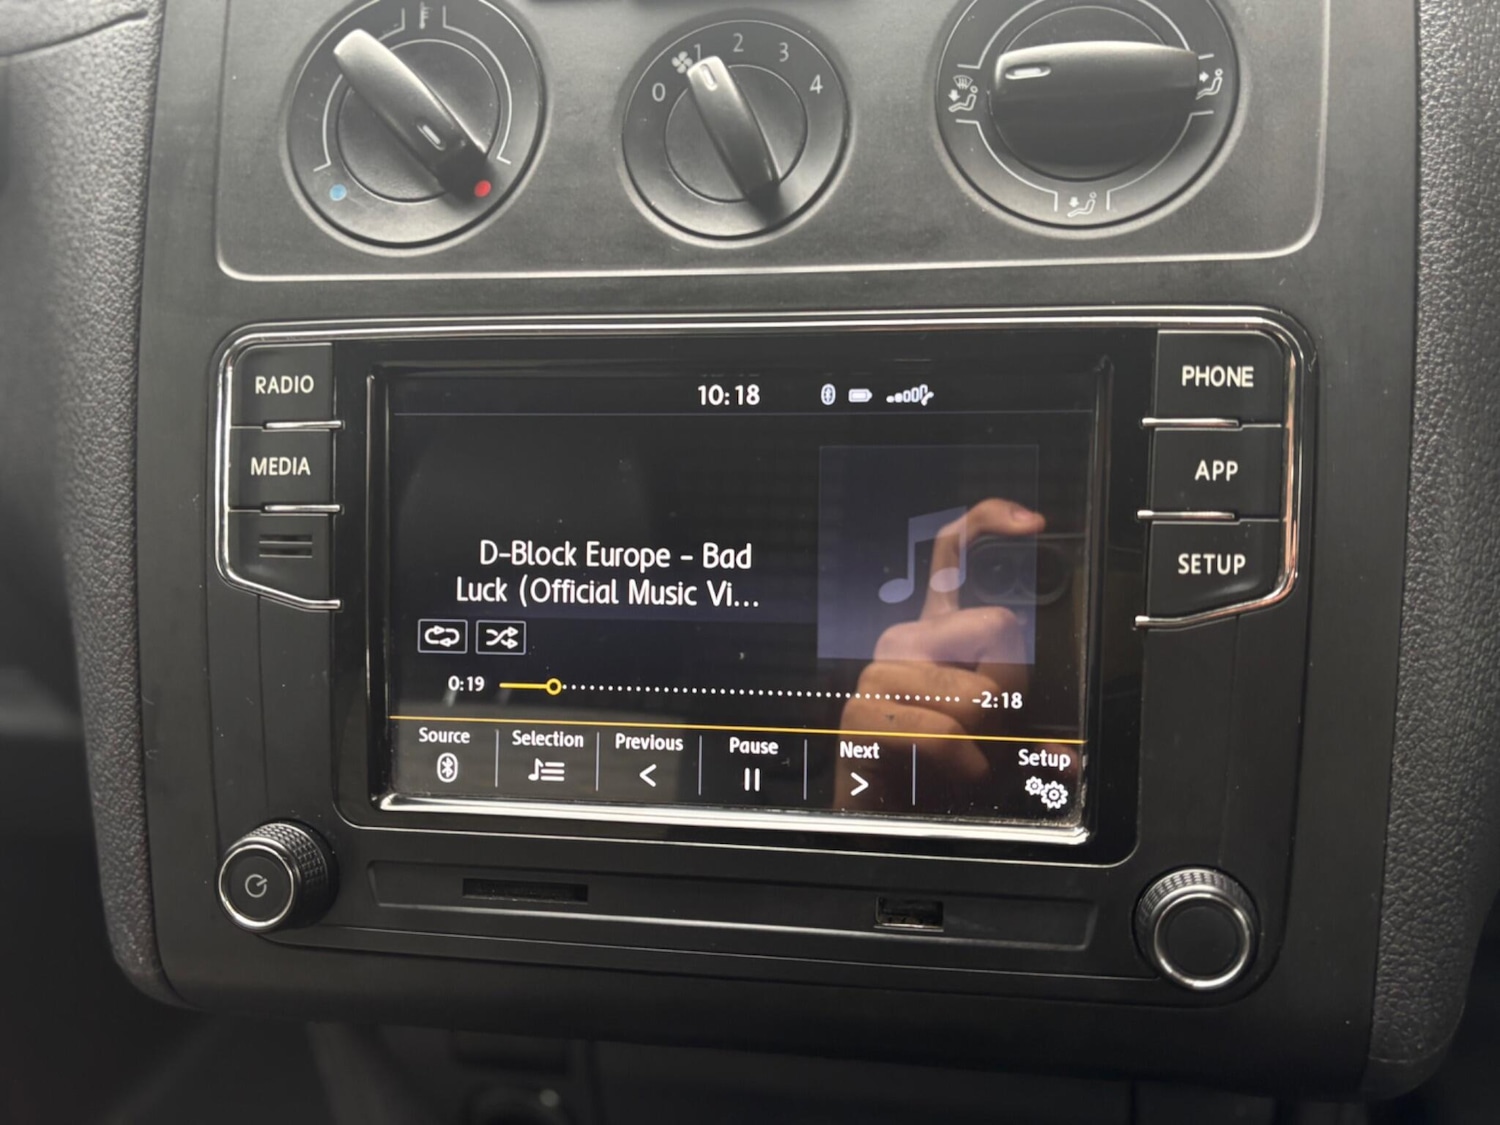 0 1 2 3 4
RADIO
MEDIA
PHONE
APP
SETUP
10:18
D-Block Europe - Bad
Luck (Official Music Vi...
0:19
-2:18
Source
Selection
Previous
Pause
Next
Setup